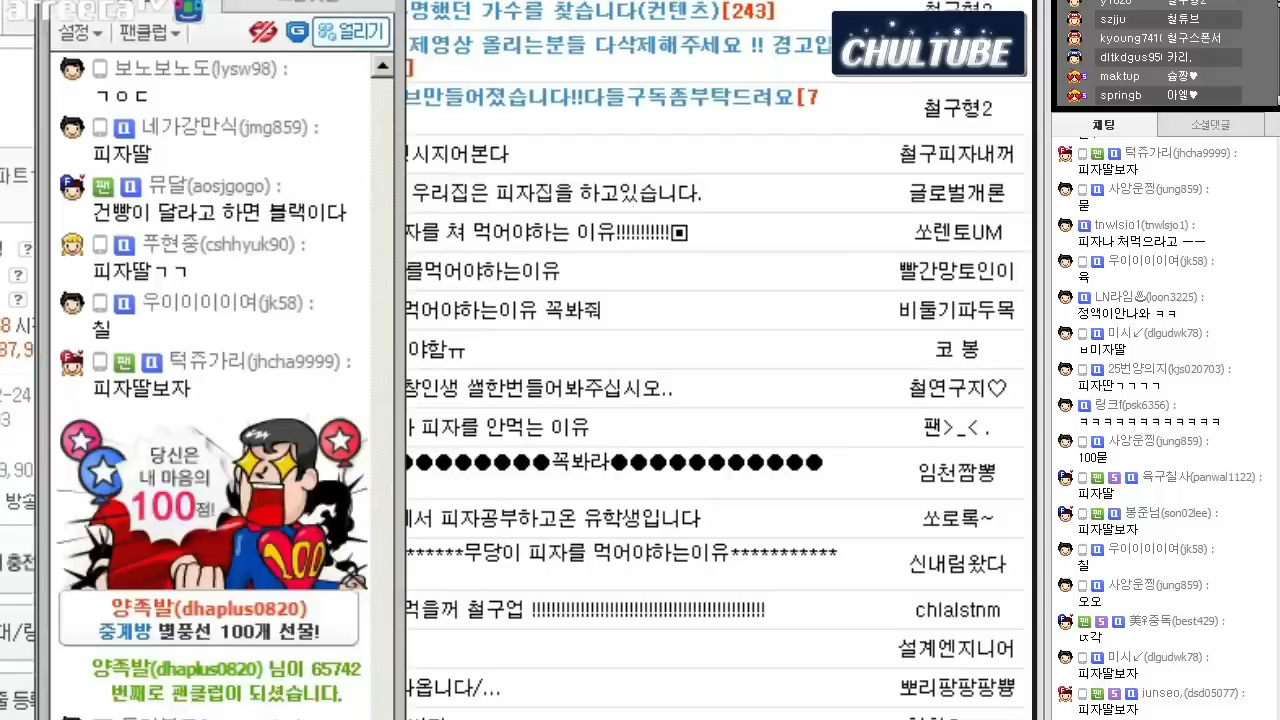 afreeca
설정 팬클럽 열리기
보노보노도(lysw98) :
ㄱㅇㄷ
네가강만식(jmg859) :
피자딸
뮤달(aosjgogo) :
건빵이 달라고 하면 블랙이다
푸현중(cshhyuk90) :
피자딸ㄱㄱ
우이이이이여(jk58) :
칠
턱쥬가리(jhcha9999) :
피자딸보자
당신은
내 마음의
100점!
양족발(dhaplus0820)
중계방 별풍선 100개 선물!
양족발(dhaplus0820) 님이 65742
번째로 팬클럽이 되셨습니다.
명했던 가수를 찾습니다(컨텐츠)[243]
제영상 올리는분들 다삭제해주세요 !! 경고입
브만들어졌습니다!!다들구독좀부탁드려요[7
철구형2
시지어본다
철구피자내꺼
우리집은 피자집을 하고있습니다.
글로벌개론
자를 쳐 먹어야하는 이유!!!!!!!!!!!▣
쏘렌토UM
를먹어야하는이유
빨간망토인이
먹어야하는이유 꼭봐줘
비둘기파두목
야함ㅠ
코 봉
창인생 썰한번들어봐주십시오..
철연구지♡
피자를 안먹는 이유
팬>_< .
●●●●●●●●꼭봐라●●●●●●●●●●●●
임천짬뽕
서 피자공부하고온 유학생입니다
쏘로록~
******무당이 피자를 먹어야하는이유***********
신내림왔다
먹을꺼 철구업 !!!!!!!!!!!!!!!!!!!!!!!!!!!!!!!!!!!!!!!!!!!!!!
chlalstnm
설계엔지니어
나옵니다/...
뽀리팡팡팡뿅
CHULTUBE
szjju 철큐브
kyoung741( 철구스폰서
dltkdgus95( 키리.
maktup 슬짱♥
springb 아엘♥
채팅 소셜댓글
턱쥬가리(jhcha9999) :
피자딸보자
사앙운찡(jung859) :
묻
tnwlsjo1(tnwlsjo1) :
피자나 처먹으라고 ㅡㅡ
우이이이이여(jk58) :
육
LN라임♨(loon3225) :
정액이안나와 ㅋㅋ
미시↙(dlgudwk78) :
ㅂ미자딸
25번양의지(kjs020703) :
피자딴ㄱㄱㄱㄱ
링크f(psk6356) :
ㅋㅋㅋㅋㅋㅋㅋㅋㅋㅋㅋ
사앙운찡(jung859) :
100묻
육구칠사(panwal1122) :
피자딸
봉준님(son02lee) :
피자딸보자
우이이이이여(jk58) :
칠
사앙운찡(jung859) :
오오
美우중독(best429) :
미시↙(dlgudwk78) :
피자딸보자
junseo,(dsd05077) :
피자딸보자